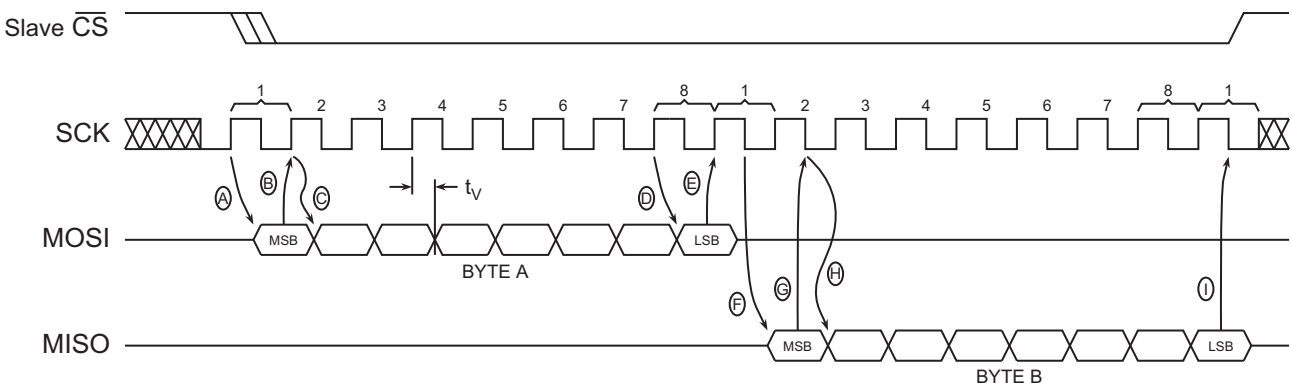 Slave CS
1 2 3 4 5 6 7 8 1 2 3 4 5 6 7 8 1
SCK
A B C tV D E
MOSI MSB LSB
BYTE A
F G H I
MISO MSB LSB
BYTE B